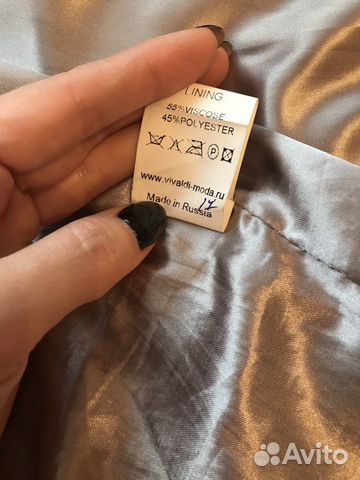 LINING
55%VISCOSE
45%POLYESTER
P
www.vivaldi-moda.ru
Made in Russia 17
Avito